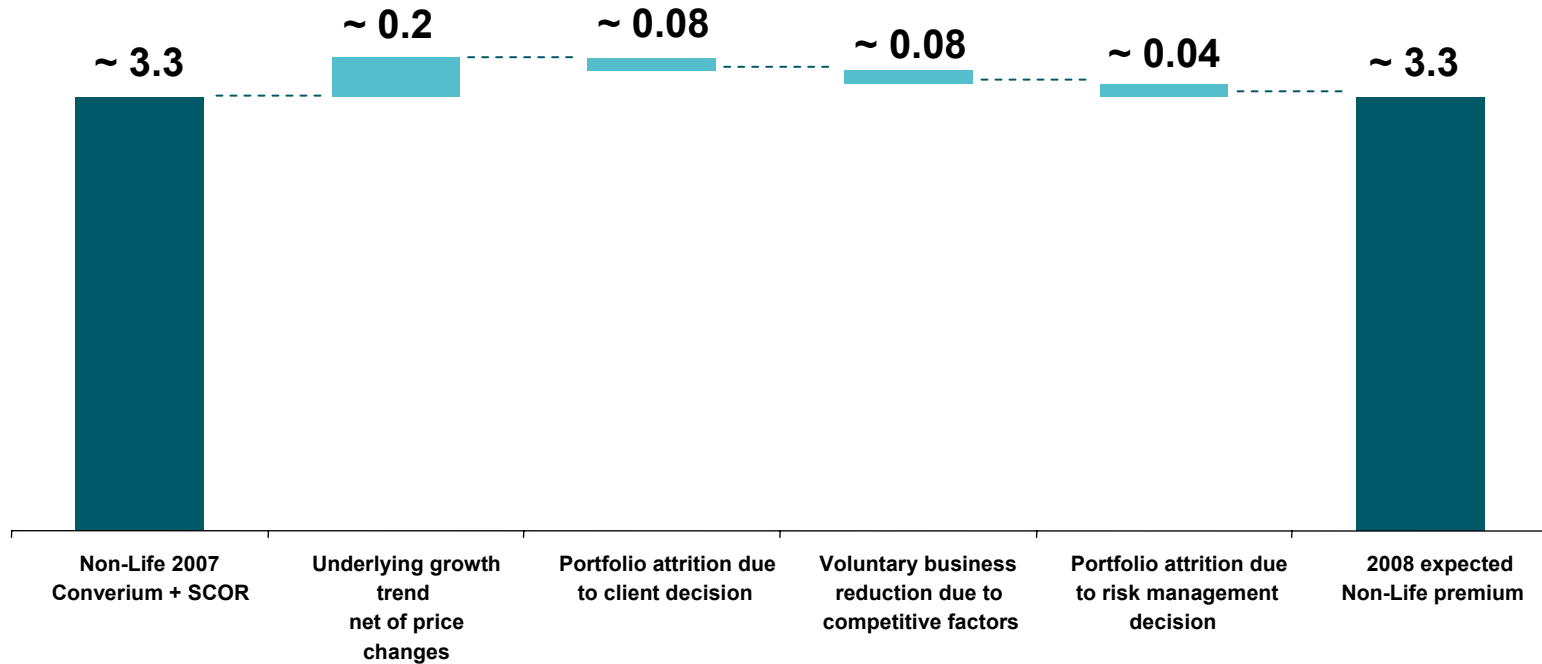 ~ 3.3
~ 0.2
~ 0.08
~ 0.08
~ 0.04
~ 3.3
Non-Life 2007
Converium + SCOR
Underlying growth
trend
net of price
changes
Portfolio attrition due
to client decision
Voluntary business
reduction due to
competitive factors
Portfolio attrition due
to risk management
decision
2008 expected
Non-Life premium